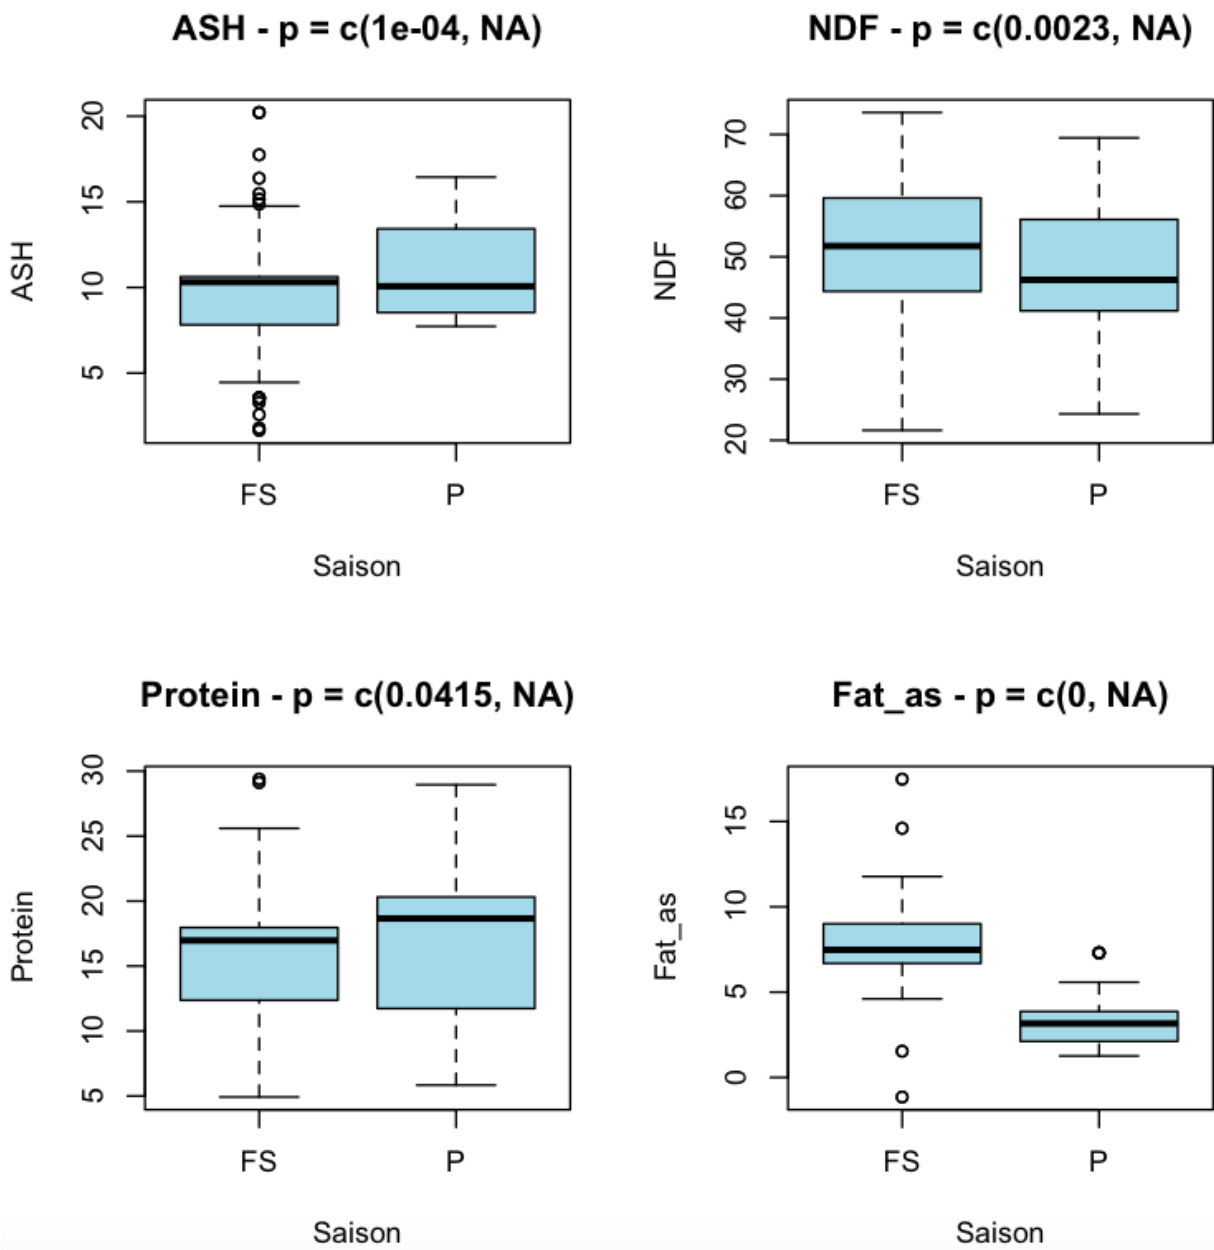 ASH - p = c(1e-04, NA)
ASH
20
15
10
5
FS P
Saison
NDF - p = c(0.0023, NA)
NDF
70
60
50
40
30
20
FS P
Saison
Protein - p = c(0.0415, NA)
Protein
30
25
20
15
10
5
FS P
Saison
Fat_as - p = c(0, NA)
Fat_as
15
10
5
0
FS P
Saison